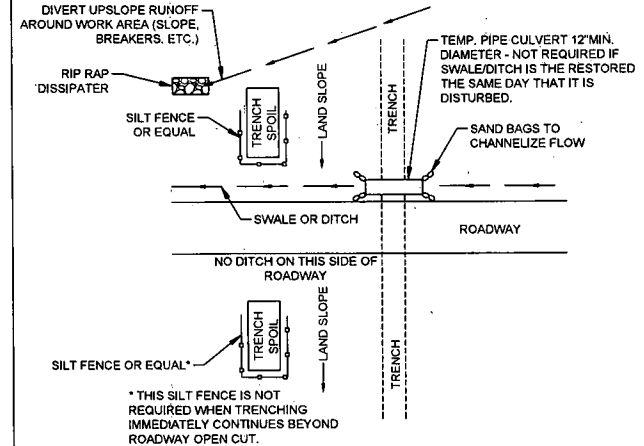 DIVERT UPSLOPE RUNOFF
AROUND WORK AREA (SLOPE,
BREAKERS. ETC.)
RIP RAP
DISSIPATER
SILT FENCE
OR EQUAL
TRENCH
SPOIL
LAND SLOPE
TRENCH
TEMP. PIPE CULVERT 12"MIN.
DIAMETER - NOT REQUIRED IF
SWALE/DITCH IS THE RESTORED
THE SAME DAY THAT IT IS
DISTURBED.
SAND BAGS TO
CHANNELIZE FLOW
SWALE OR DITCH
ROADWAY
NO DITCH ON THIS SIDE OF
ROADWAY
TRENCH
SPOIL
LAND SLOPE
TRENCH
SILT FENCE OR EQUAL*
* THIS SILT FENCE IS NOT
REQUIRED WHEN TRENCHING
IMMEDIATELY CONTINUES BEYOND
ROADWAY OPEN CUT.